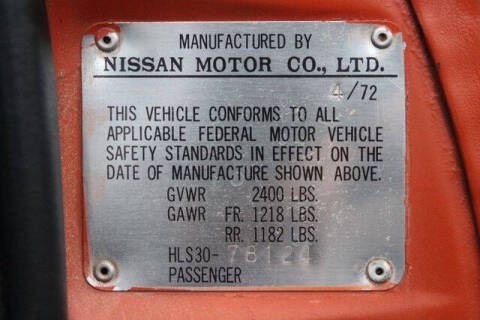 MANUFACTURED BY
NISSAN MOTOR CO., LTD.
4/72
THIS VEHICLE CONFORMS TO ALL
APPLICABLE FEDERAL MOTOR VEHICLE
SAFETY STANDARDS IN EFFECT ON THE
DATE OF MANUFACTURE SHOWN ABOVE.
GVWR 2400 LBS.
GAWR FR. 1218 LBS.
RR. 1182 LBS.
HLS30-78124
PASSENGER